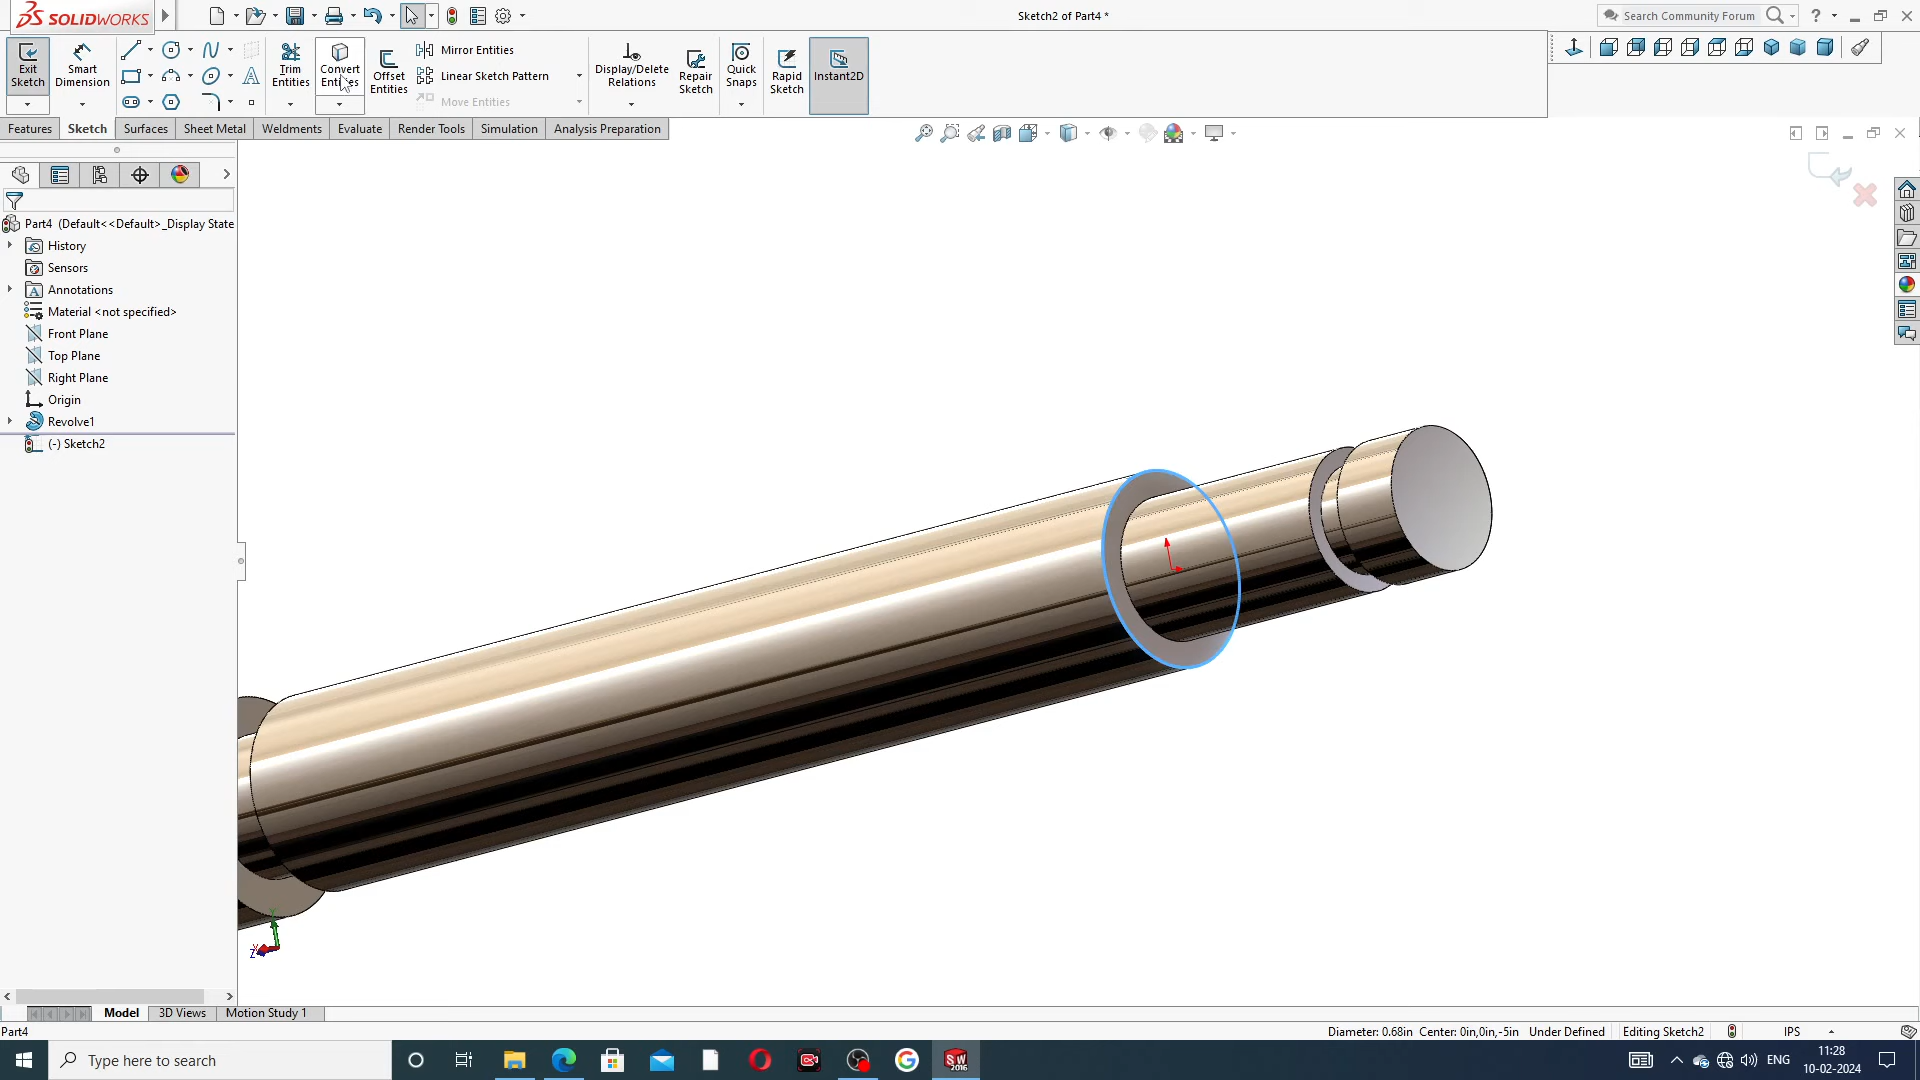 SOLIDWORKS
Sketch2 of Part4 *
Search Community Forum
Exit Sketch
Smart Dimension
Trim Entities
Convert Entities
Offset Entities
Mirror Entities
Linear Sketch Pattern
Move Entities
Display/Delete Relations
Repair Sketch
Quick Snaps
Rapid Sketch
Instant2D
Features
Sketch
Surfaces
Sheet Metal
Weldments
Evaluate
Render Tools
Simulation
Analysis Preparation
Part4 (Default<<Default>_Display State
History
Sensors
Annotations
Material <not specified>
Front Plane
Top Plane
Right Plane
Origin
Revolve1
(-) Sketch2
Model
3D Views
Motion Study 1
Part4
Diameter: 0.68in Center: 0in,0in,-5in
Under Defined
Editing Sketch2
IPS
Type here to search
SW
2016
ENG
11:28
10-02-2024